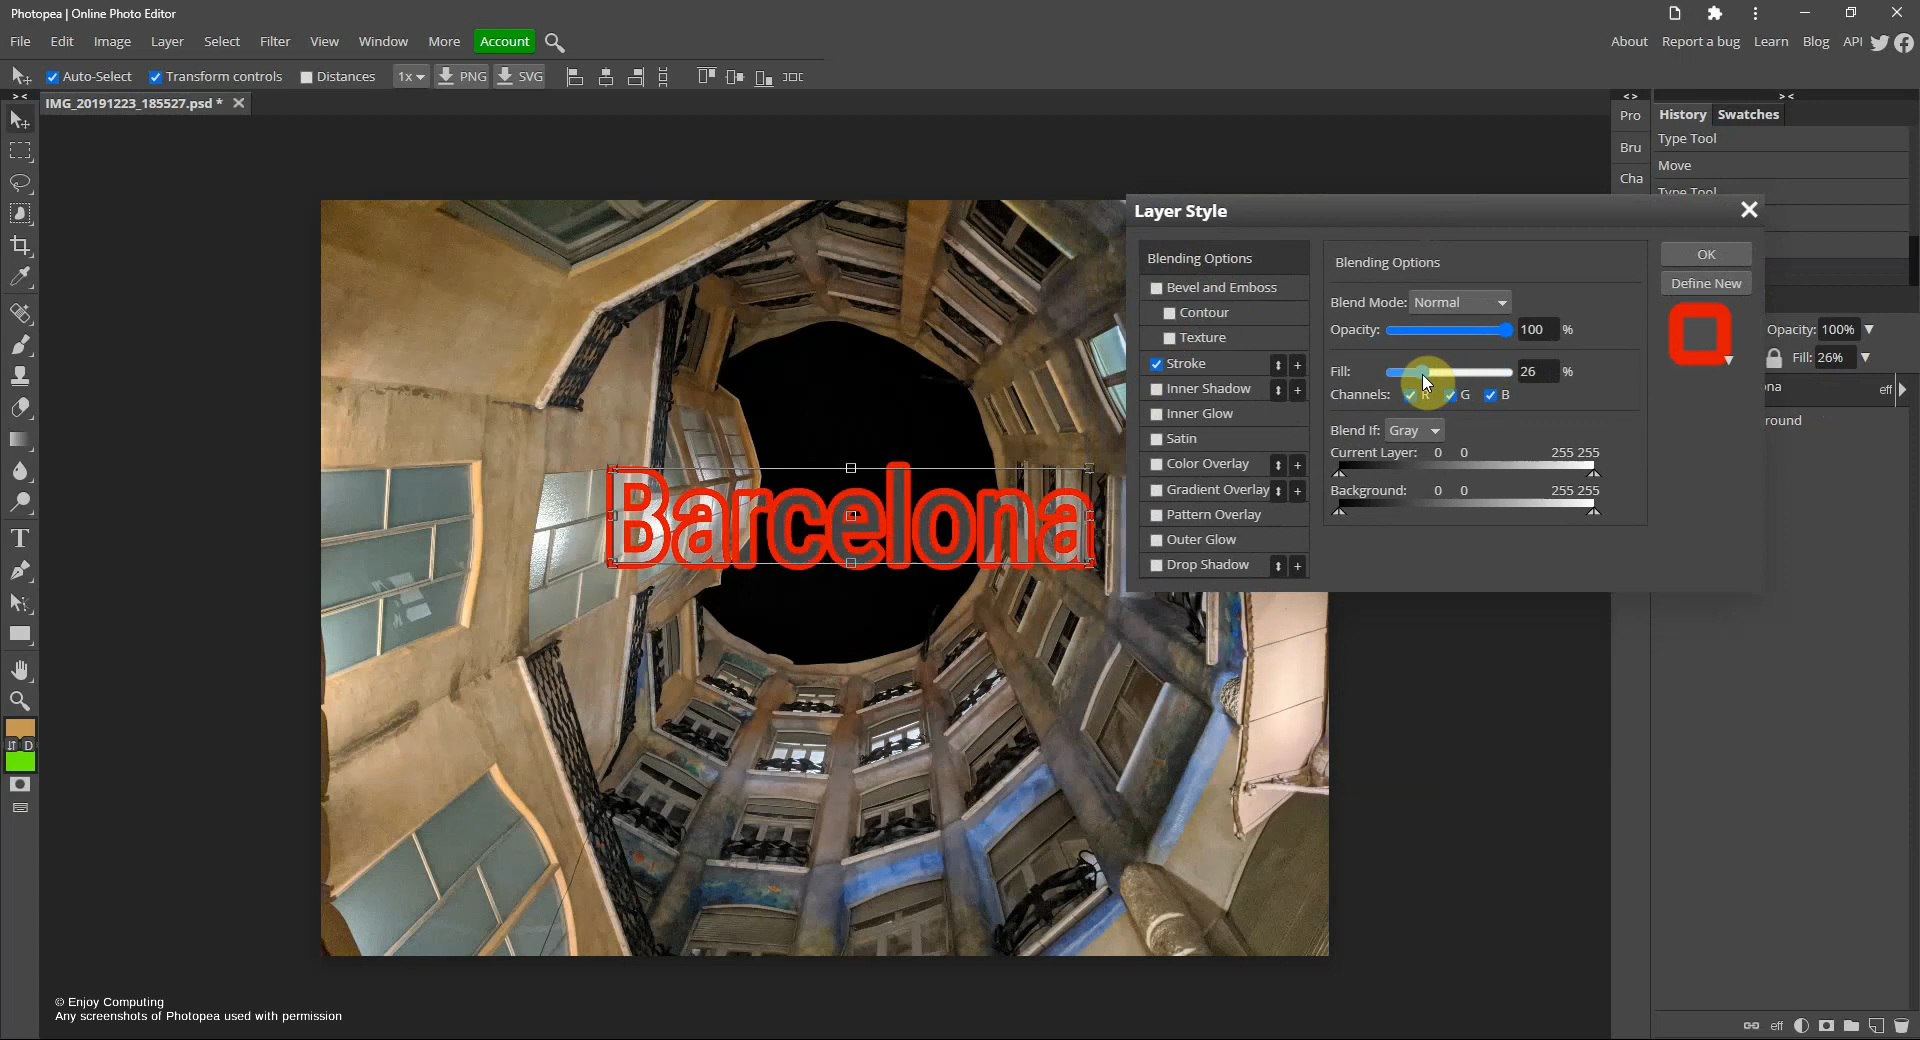 Photopea | Online Photo Editor
File Edit Image Layer Select Filter View Window More Account
About Report a bug Learn Blog API
Auto-Select Transform controls Distances 1x PNG SVG
IMG_20191223_185527.psd *
Pro
Bru
Cha
History Swatches
Type Tool
Move
Type Tool
Layer Style
Blending Options
Bevel and Emboss
Contour
Texture
Stroke
Inner Shadow
Inner Glow
Satin
Color Overlay
Gradient Overlay
Pattern Overlay
Outer Glow
Drop Shadow
Blending Options
Blend Mode: Normal
Opacity: 100 %
Fill: 26 %
Channels: R G B
Blend If: Gray
Current Layer: 0 0 255 255
Background: 0 0 255 255
OK
Define New
Opacity: 100%
Fill: 26%
ona eff
round
Barcelona
D
© Enjoy Computing
Any screenshots of Photopea used with permission
eff